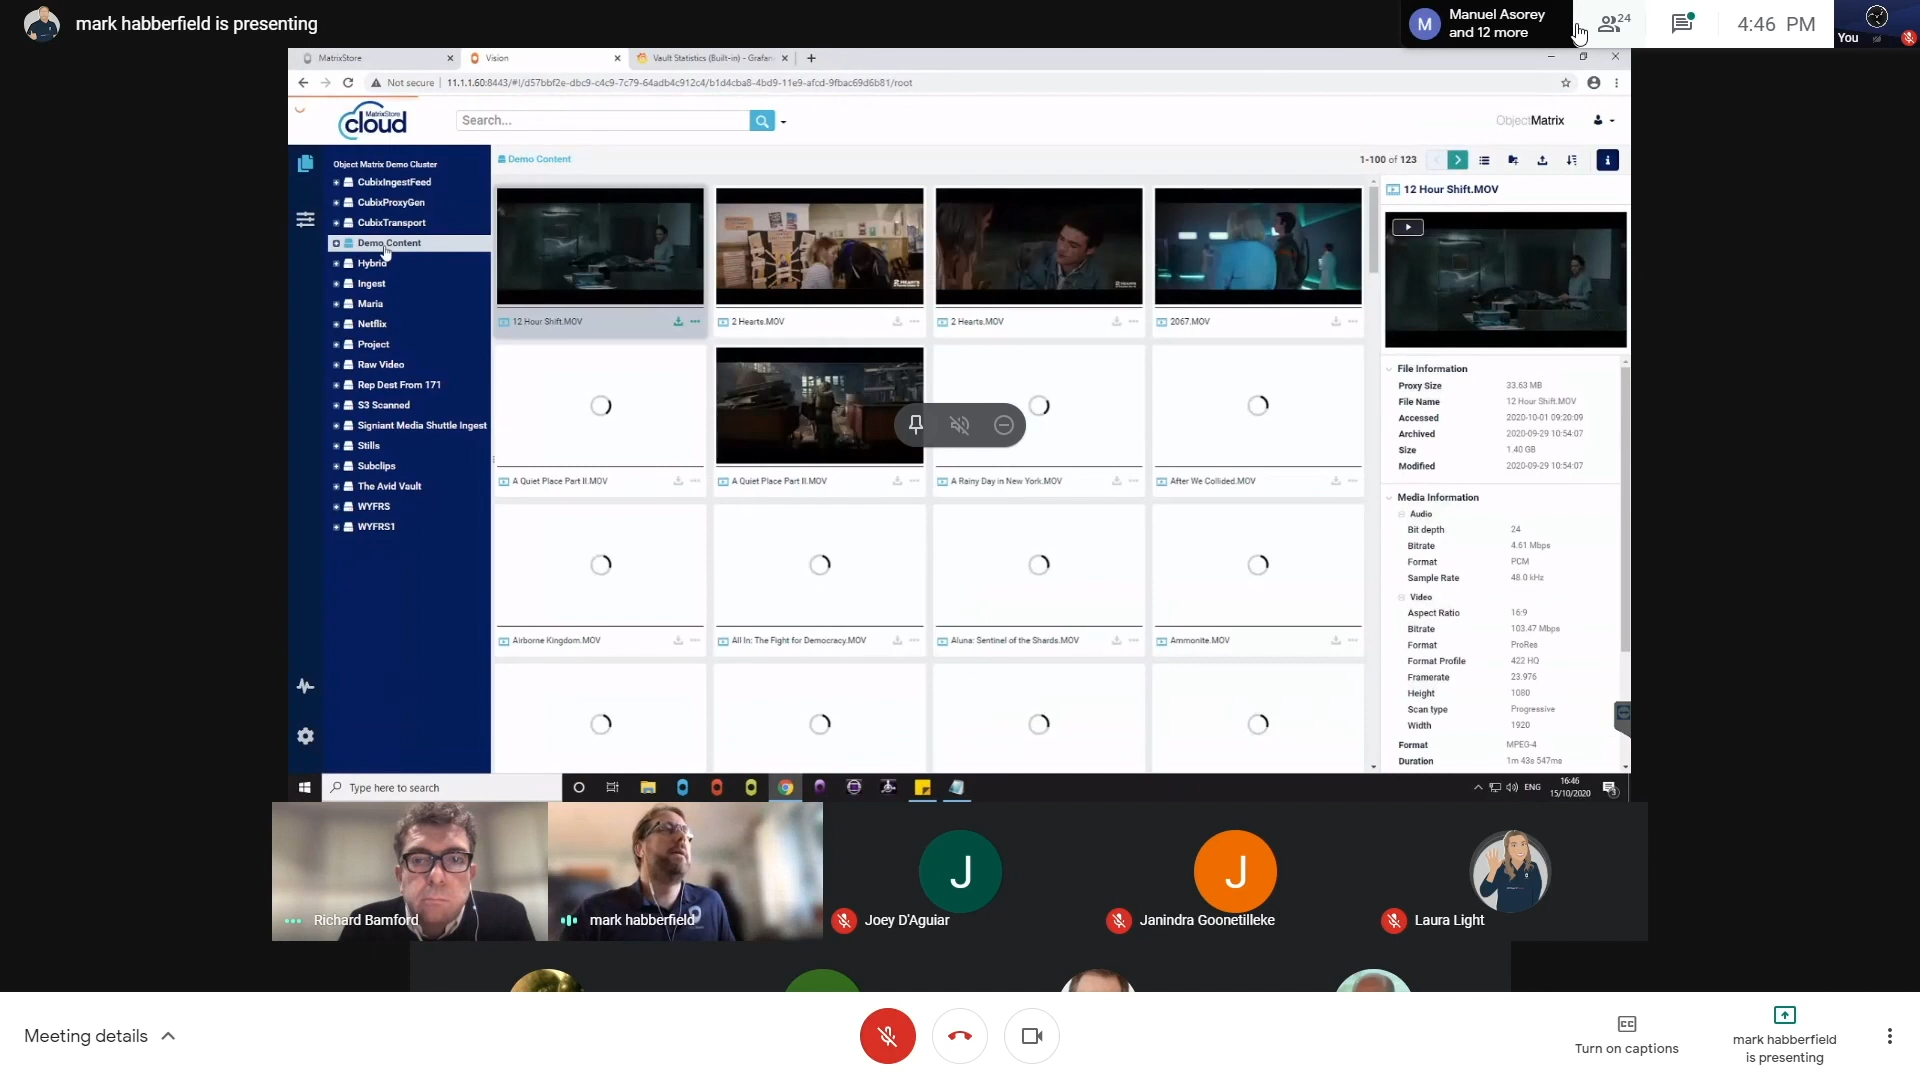 mark habberfield is presenting
M
Manuel Asorey
and 12 more
24
4:46 PM
You
MatrixStore
Vision
Vault Statistics (Built-in) - Grafan
Not secure
11.1.1.60:8443/#!/d57bbf2e-dbc9-c4c9-7c79-64adb4c912c4/b1d4cba8-4bd9-11e9-afcd-9fbac69d6b81/root
MatrixStore
cloud
Search...
ObjectMatrix
Object Matrix Demo Cluster
CubixIngestFeed
CubixProxyGen
CubixTransport
Demo Content
Hybrid
Ingest
Maria
Netflix
Project
Raw Video
Rep Dest From 171
S3 Scanned
Signiant Media Shuttle Ingest
Stills
Subclips
The Avid Vault
WYFRS
WYFRS1
Demo Content
1-100 of 123
12 Hour Shift.MOV
2 Hearts.MOV
2 Hearts.MOV
2067.MOV
A Quiet Place Part II.MOV
A Quiet Place Part II.MOV
A Rainy Day in New York.MOV
After We Collided.MOV
Airborne Kingdom.MOV
All In: The Fight for Democracy.MOV
Aluna: Sentinel of the Shards.MOV
Ammonite.MOV
12 Hour Shift.MOV
File Information
Proxy Size 33.63 MB
File Name 12 Hour Shift.MOV
Accessed 2020-10-01 09:20:09
Archived 2020-09-29 10:54:07
Size 1.40 GB
Modified 2020-09-29 10:54:07
Media Information
Audio
Bit depth 24
Bitrate 4.61 Mbps
Format PCM
Sample Rate 48.0 kHz
Video
Aspect Ratio 16:9
Bitrate 103.47 Mbps
Format ProRes
Format Profile 422 HQ
Framerate 23.976
Height 1080
Scan type Progressive
Width 1920
Format MPEG-4
Duration 1m 43s 547ms
Type here to search
ENG
16:46
15/10/2020
3
Richard Bamford
mark habberfield
J
Joey D'Aguiar
J
Janindra Goonetilleke
Laura Light
Meeting details
Turn on captions
mark habberfield
is presenting